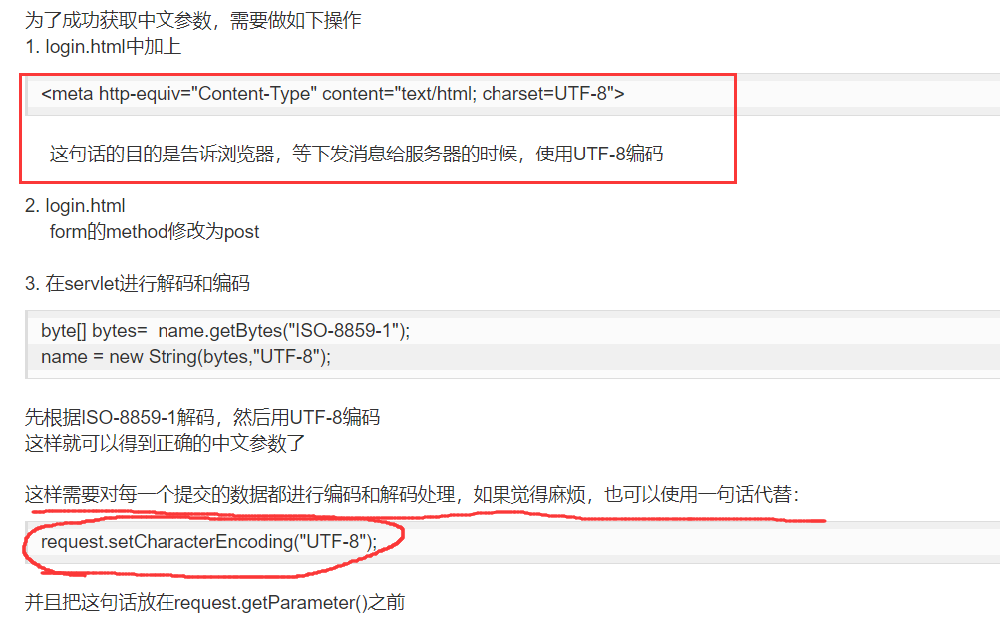 为了成功获取中文参数，需要做如下操作
1. login.html中加上
<meta http-equiv="Content-Type" content="text/html; charset=UTF-8">
这句话的目的是告诉浏览器，等下发消息给服务器的时候，使用UTF-8编码
2. login.html
form的method修改为post
3. 在servlet进行解码和编码
byte[] bytes=  name.getBytes("ISO-8859-1");
name = new String(bytes,"UTF-8");
先根据ISO-8859-1解码，然后用UTF-8编码
这样就可以得到正确的中文参数了
这样需要对每一个提交的数据都进行编码和解码处理，如果觉得麻烦，也可以使用一句话代替：
request.setCharacterEncoding("UTF-8");
并且把这句话放在request.getParameter()之前